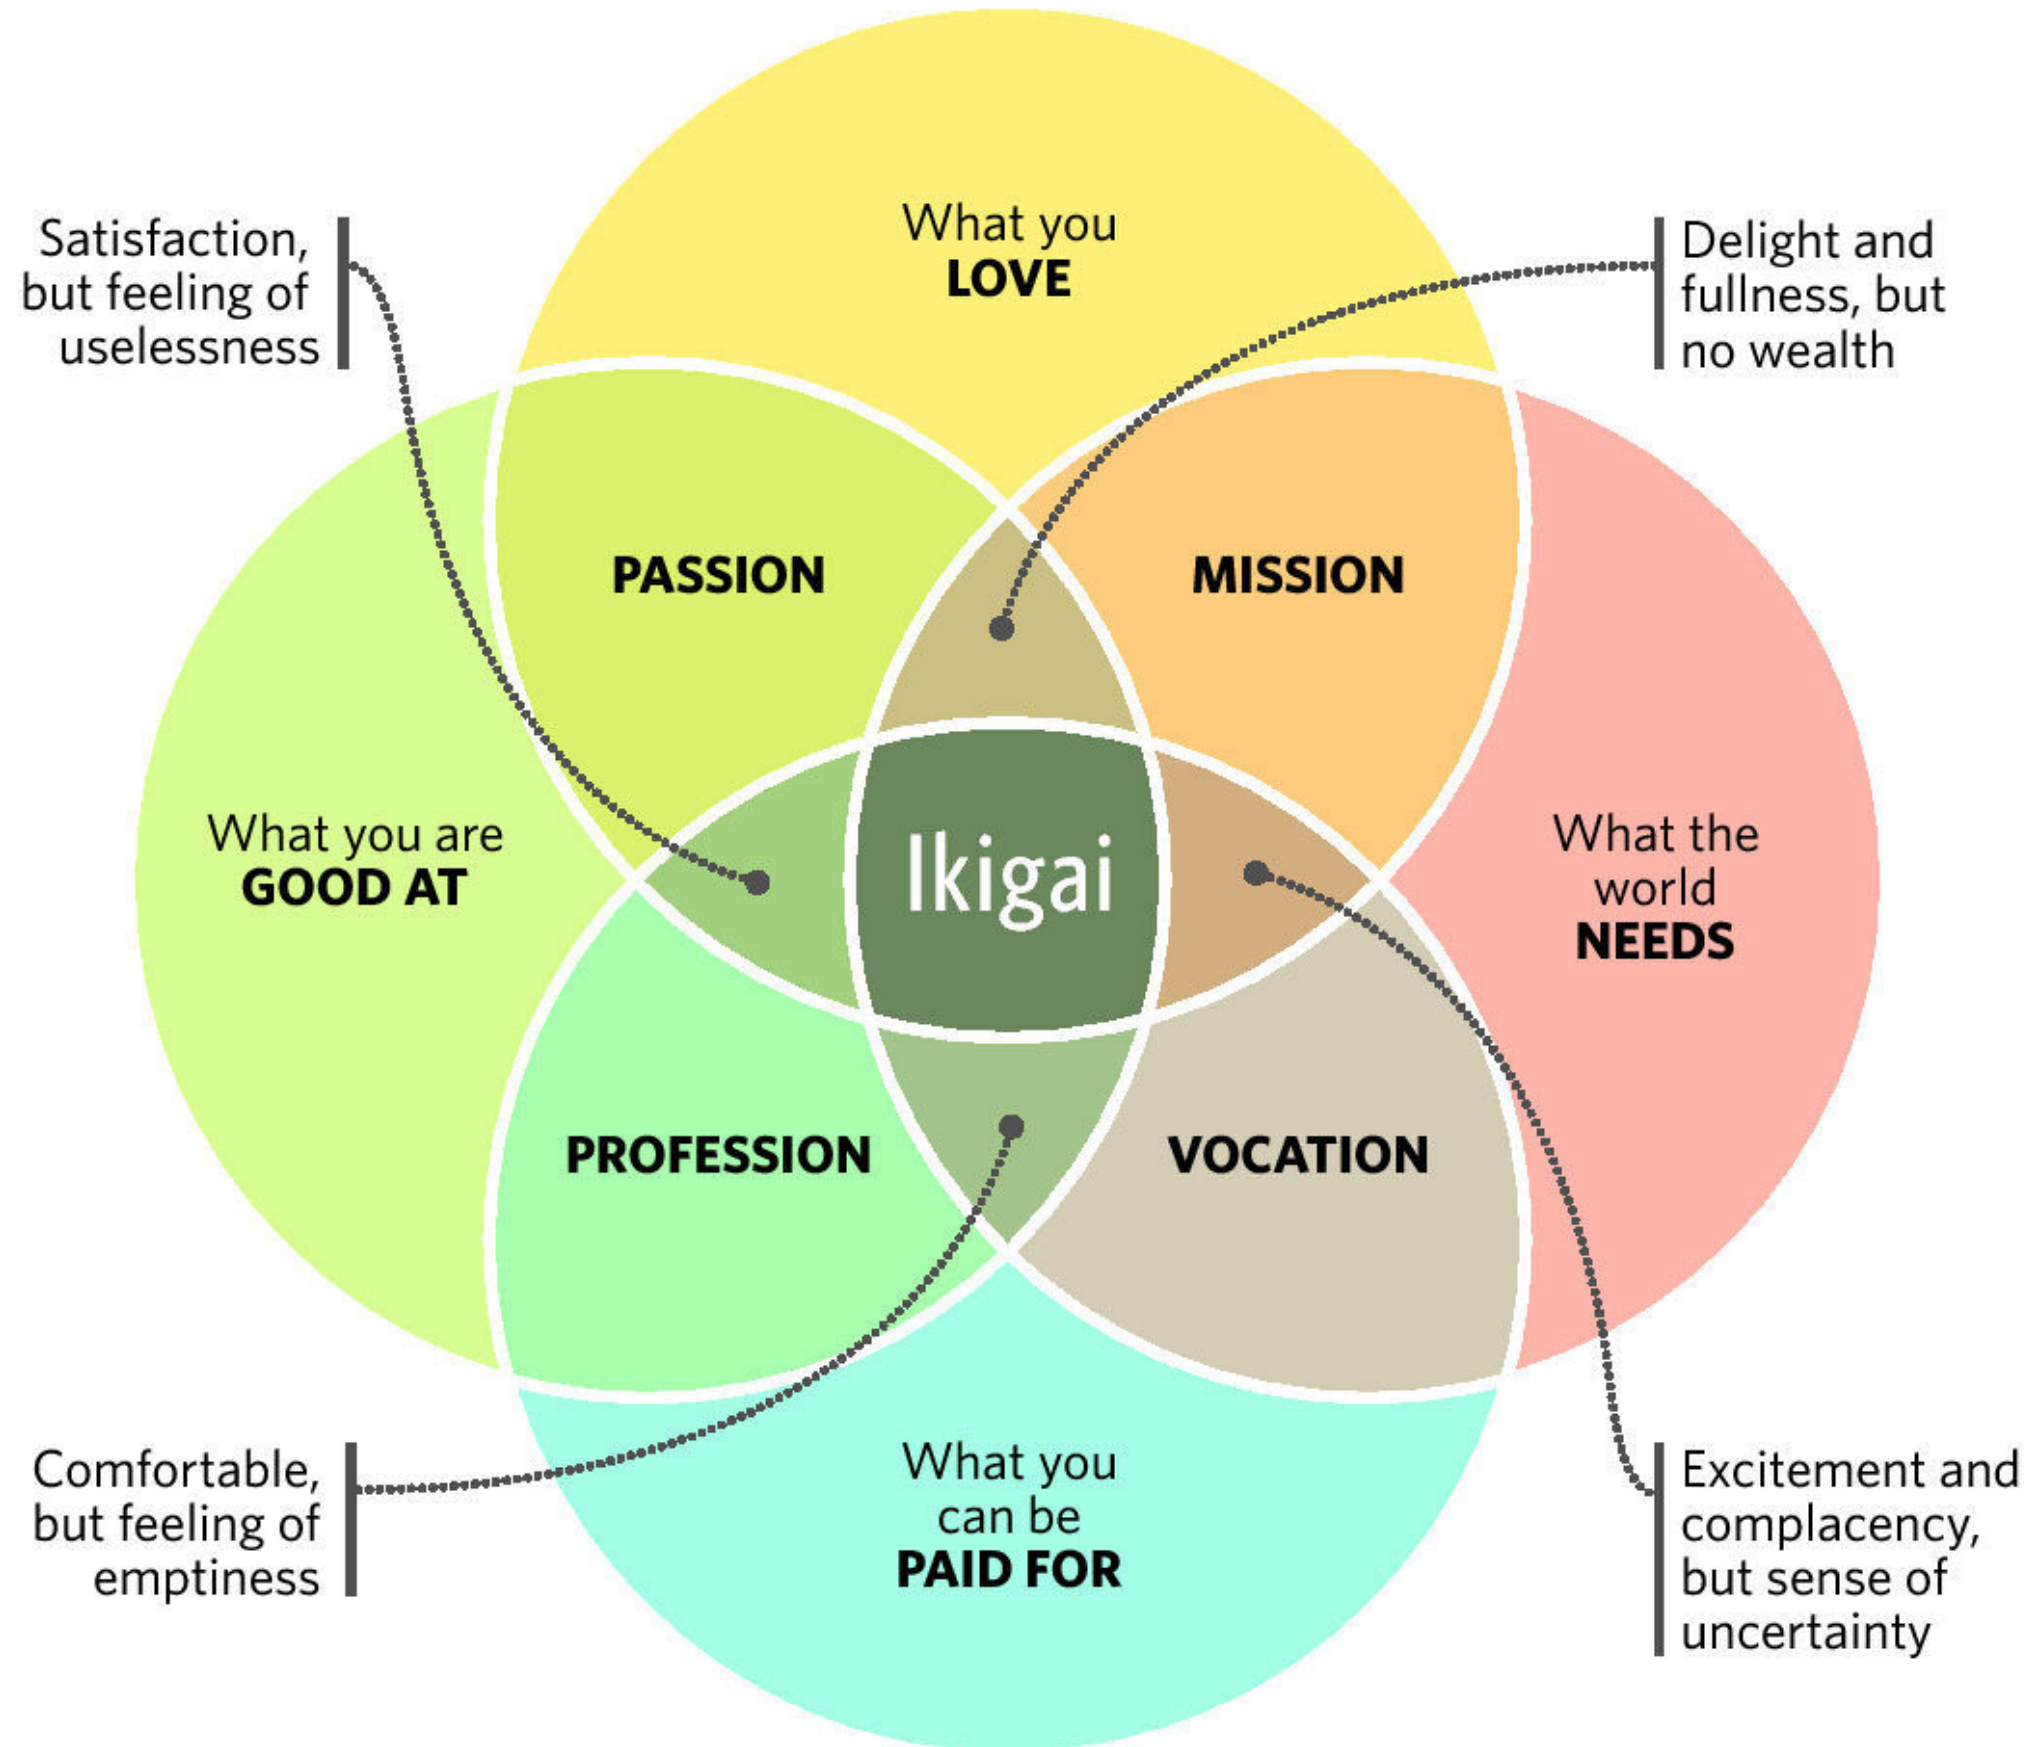 What you
LOVE
Satisfaction,
but feeling of
uselessness
Delight and
fullness, but
no wealth
PASSION
MISSION
What you are
GOOD AT
Ikigai
What the
world
NEEDS
PROFESSION
VOCATION
Comfortable,
but feeling of
emptiness
What you
can be
PAID FOR
Excitement and
complacency,
but sense of
uncertainty